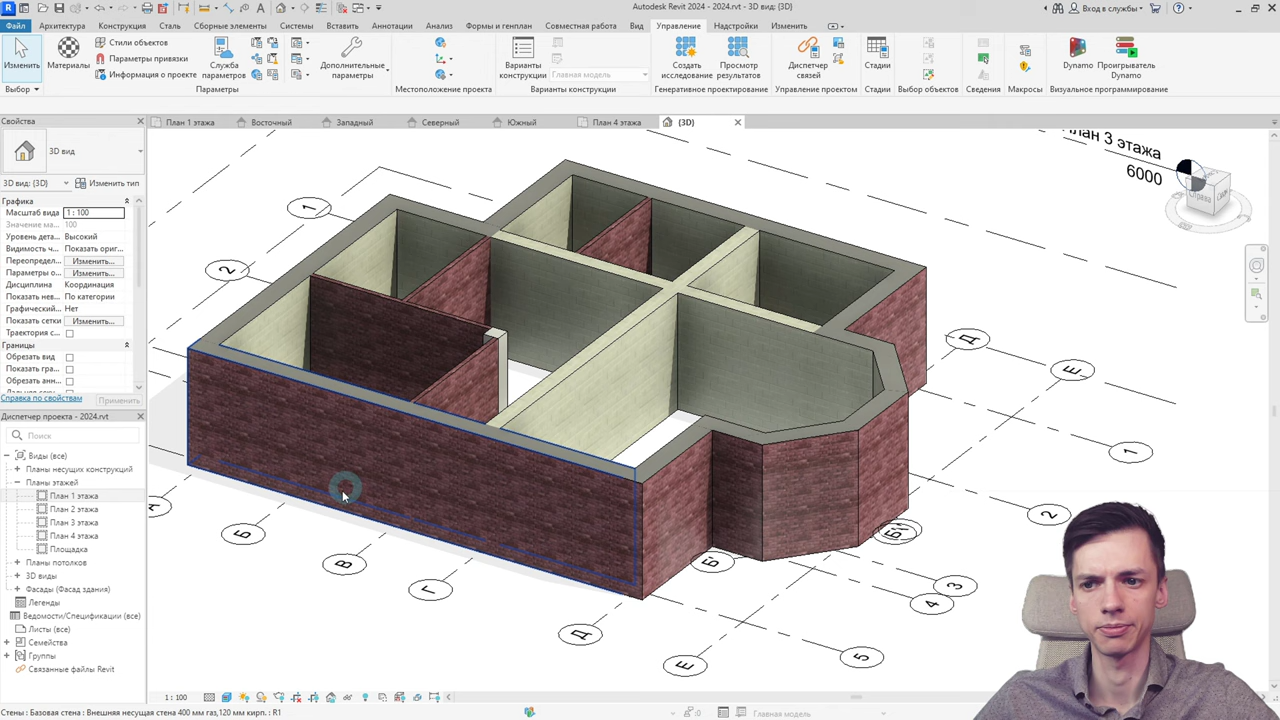 Autodesk Revit 2024 - 2024.rvt - 3D вид: {3D}
Вход в службы
Файл Архитектура Конструкция Сталь Сборные элементы Системы Вставить Аннотации Анализ Формы и генплан Совместная работа Вид Управление Надстройки Изменить
Изменить
Материалы
Стили объектов
Параметры привязки
Информация о проекте
Служба параметров
Дополнительные параметры
Варианты конструкции
Главная модель
Создать исследование
Просмотр результатов
Диспетчер связей
Стадии
Dynamo
Проигрыватель Dynamo
Выбор
Параметры
Местоположение проекта
Варианты конструкции
Генеративное проектирование
Управление проектом
Стадии
Выбор объектов
Сведения
Макросы
Визуальное программирование
План 1 этажа
Восточный
Западный
Северный
Южный
План 4 этажа
{3D}
Свойства
3D вид
3D вид: {3D}
Изменить тип
Графика
Масштаб вида 1 : 100
Значение ма... 100
Уровень дета... Высокий
Видимость ч... Показать ориг...
Переопредел... Изменить...
Параметры о... Изменить...
Дисциплина Координация
Показать нев... По категории
Графический... Нет
Показать сетки Изменить...
Траектория с...
Границы
Обрезать вид
Показать гра...
Обрезать анн...
Справка по свойствам
Применить
Диспетчер проекта - 2024.rvt
Поиск
Виды (все)
Планы несущих конструкций
Планы этажей
План 1 этажа
План 2 этажа
План 3 этажа
План 4 этажа
Площадка
Планы потолков
3D виды
Фасады (Фасад здания)
Легенды
Ведомости/Спецификации (все)
Листы (все)
Семейства
Группы
Связанные файлы Revit
План 3 этажа
6000
Справа
1
2
А
Б
В
Г
Д
Е
Б'
Д
Е
1
2
3
4
5
1 : 100
Стены : Базовая стена : Внешняя несущая стена 400 мм газ,120 мм кирп. : R1
:0
Главная модель